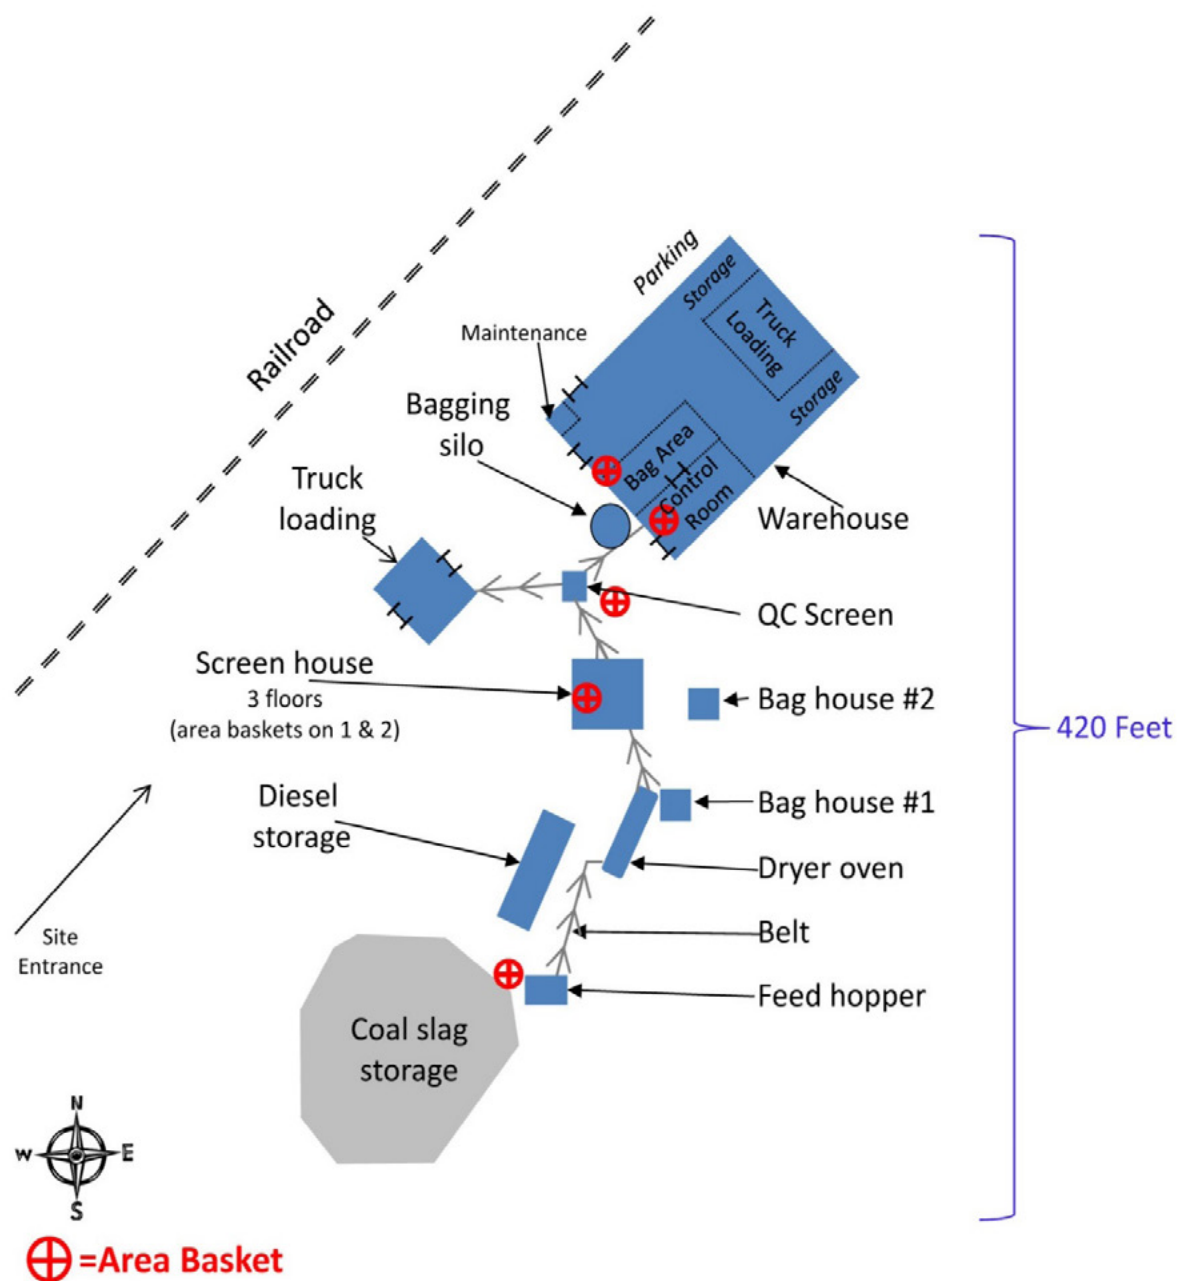 Railroad
Parking
Storage
Truck
Loading
Storage
Maintenance
Bagging
silo
Bag Area
Control
Room
Warehouse
Truck
loading
QC Screen
Screen house
3 floors
(area baskets on 1 & 2)
Bag house #2
420 Feet
Diesel
storage
Bag house #1
Dryer oven
Belt
Site
Entrance
Feed hopper
Coal slag
storage
N
W
E
S
=Area Basket